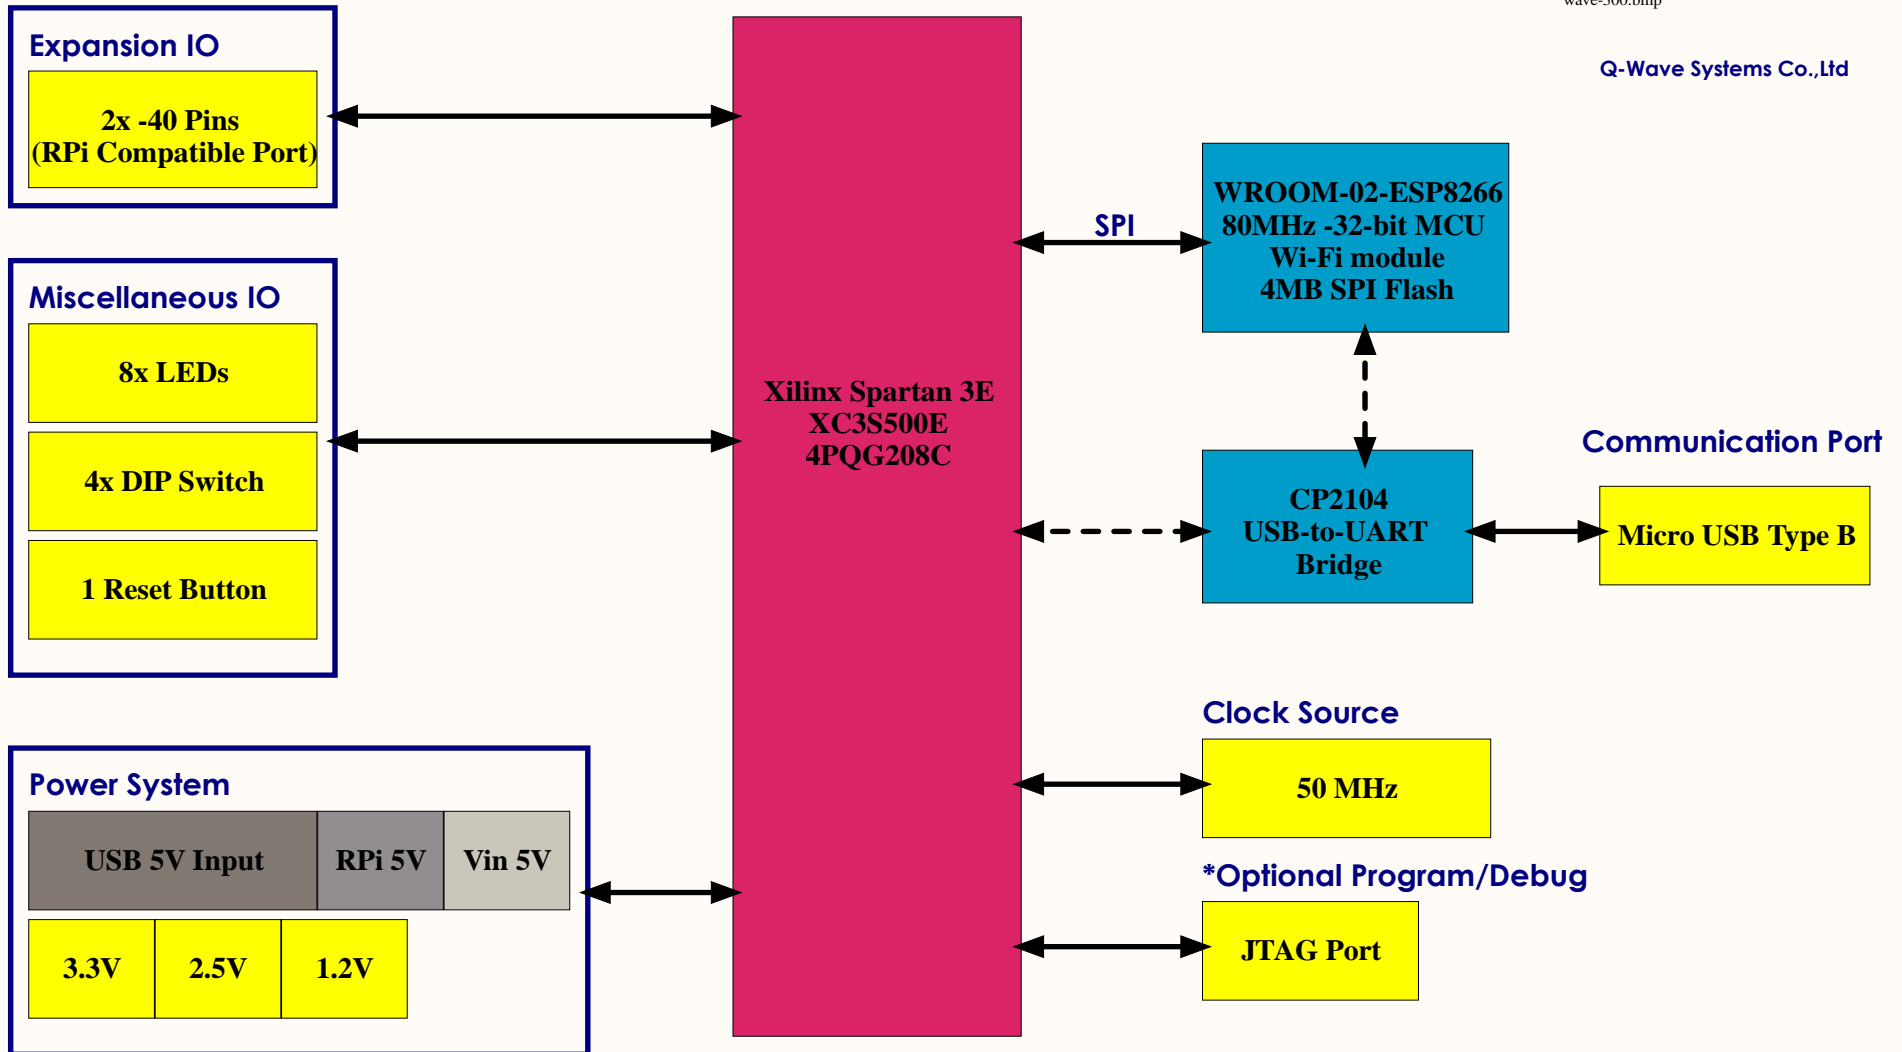 wave-300.bmp
Q-Wave Systems Co.,Ltd
Expansion IO
2x -40 Pins
(RPi Compatible Port)
Miscellaneous IO
8x LEDs
4x DIP Switch
1 Reset Button
Power System
USB 5V Input
RPi 5V
Vin 5V
3.3V
2.5V
1.2V
Xilinx Spartan 3E
XC3S500E
4PQG208C
SPI
WROOM-02-ESP8266
80MHz -32-bit MCU
Wi-Fi module
4MB SPI Flash
CP2104
USB-to-UART
Bridge
Communication Port
Micro USB Type B
Clock Source
50 MHz
*Optional Program/Debug
JTAG Port